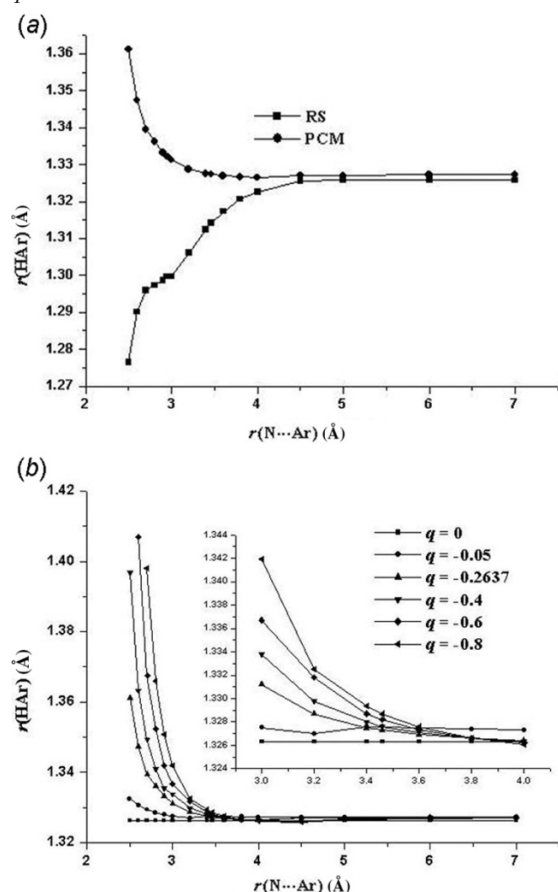 (a)
1.36
1.35
1.34
1.33
1.32
1.31
1.30
1.29
1.28
1.27
r(HAr) (Å)
RS
PCM
2 3 4 5 6 7
r(N···Ar) (Å)
(b)
1.42
1.40
1.38
1.36
1.34
1.32
r(HAr) (Å)
1.344
1.342
1.340
1.338
1.336
1.334
1.332
1.330
1.328
1.326
1.324
3.0 3.2 3.4 3.6 3.8 4.0
q = 0
q = -0.05
q = -0.2637
q = -0.4
q = -0.6
q = -0.8
2 3 4 5 6 7
r(N···Ar) (Å)